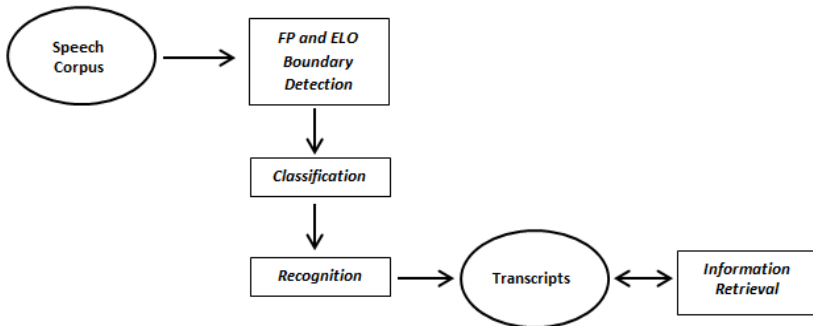 Speech
Corpus
FP and ELO
Boundary
Detection
Classification
Recognition
Transcripts
Information
Retrieval